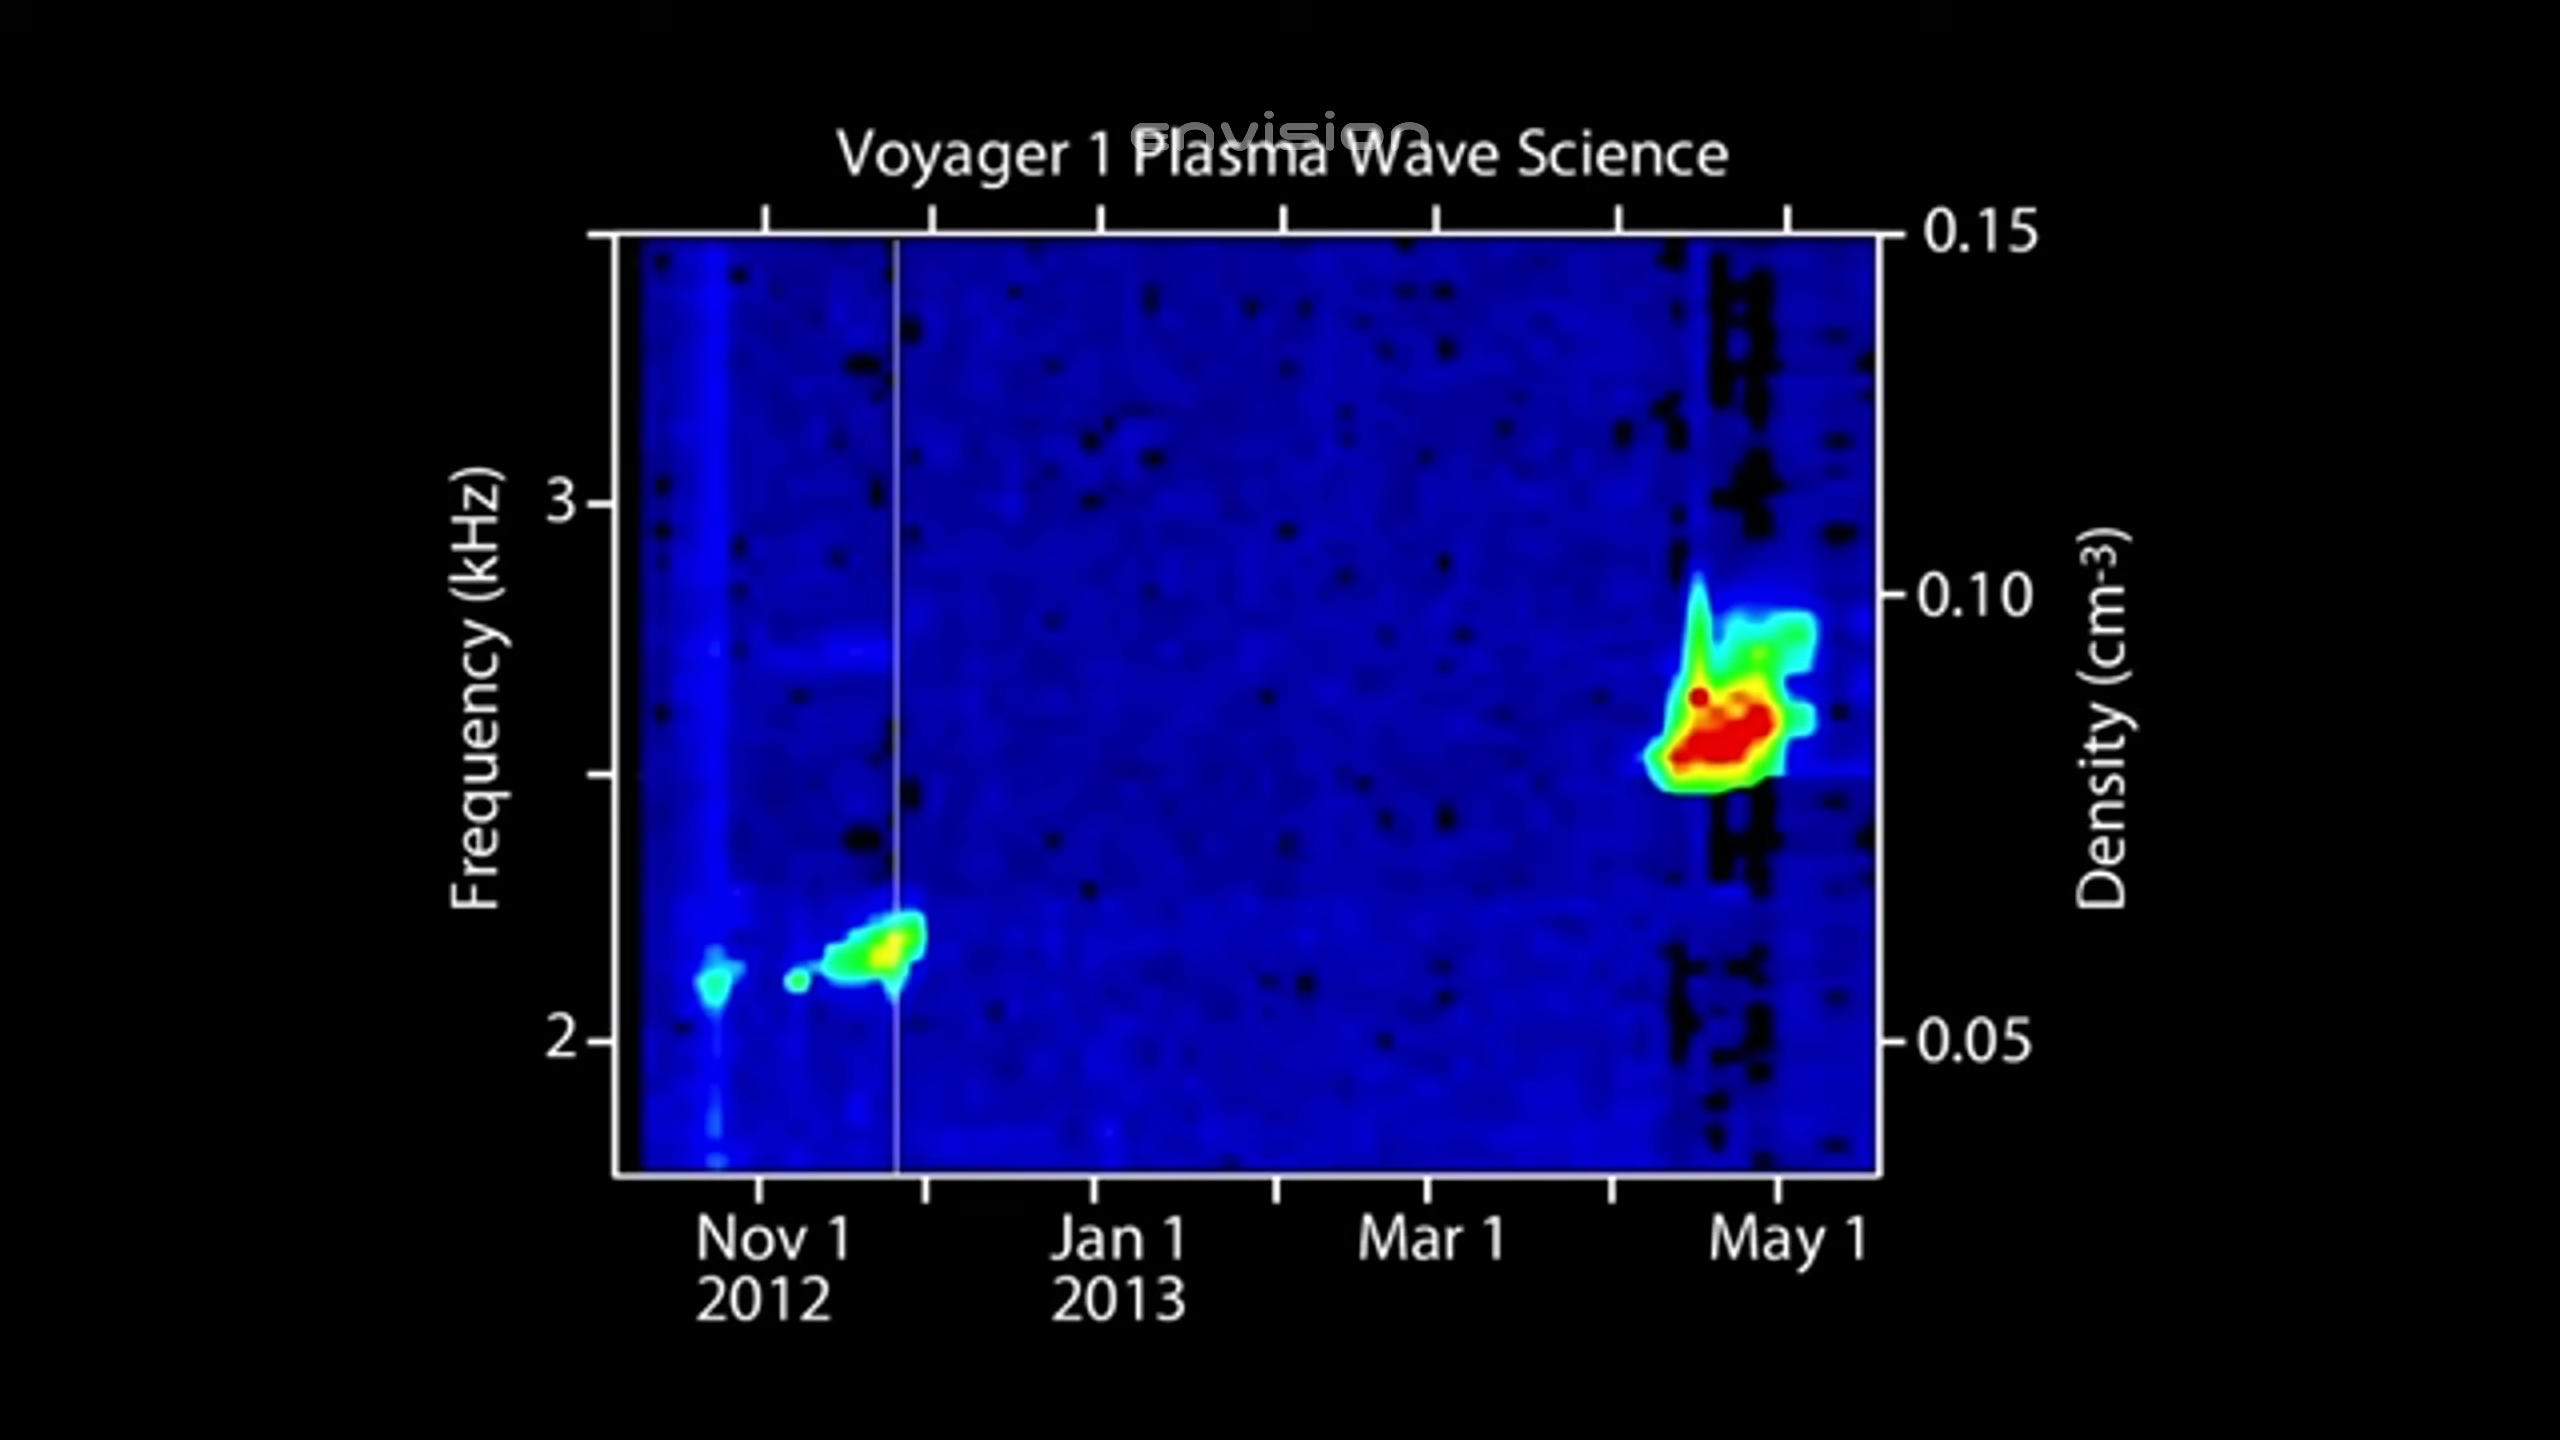 envision
Voyager 1 Plasma Wave Science
0.15
3
0.10
Frequency (kHz)
Density (cm-3)
2
0.05
Nov 1
2012
Jan 1
2013
Mar 1
May 1